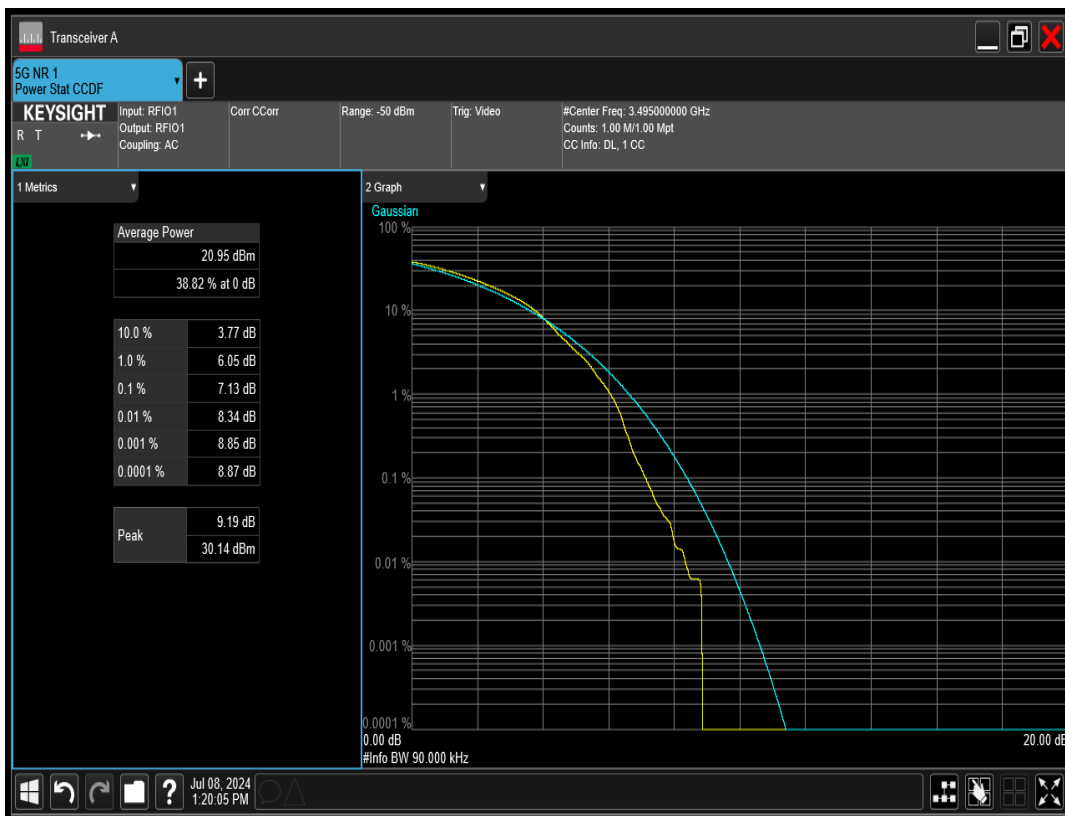 Transceiver A
5G NR 1
Power Stat CCDF
+
KEYSIGHT
R T
LXI
Input: RFIO1
Output: RFIO1
Coupling: AC
Corr CCorr
Range: -50 dBm
Trig: Video
#Center Freq: 3.495000000 GHz
Counts: 1.00 M/1.00 Mpt
CC Info: DL, 1 CC
1 Metrics
Average Power
20.95 dBm
38.82 % at 0 dB
10.0 % 3.77 dB
1.0 % 6.05 dB
0.1 % 7.13 dB
0.01 % 8.34 dB
0.001 % 8.85 dB
0.0001 % 8.87 dB
Peak
9.19 dB
30.14 dBm
2 Graph
Gaussian
100 %
10 %
1 %
0.1 %
0.01 %
0.001 %
0.0001 %
0.00 dB 20.00 dB
#Info BW 90.000 kHz
?
Jul 08, 2024
1:20:05 PM